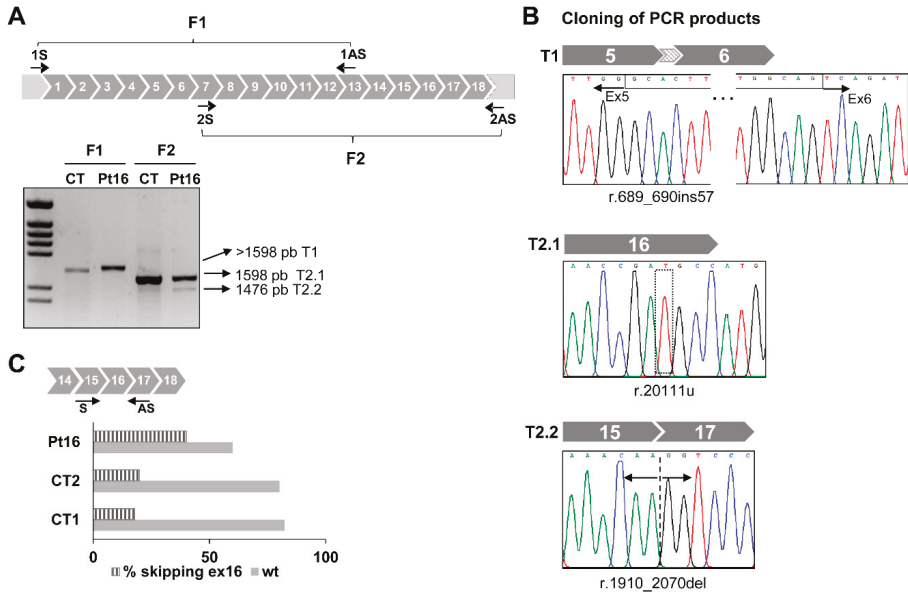 A
F1
1S
1AS
1 2 3 4 5 6 7 8 9 10 11 12 13 14 15 16 17 18
2S
2AS
F2
F1 F2
CT Pt16 CT Pt16
>1598 pb T1
1598 pb T2.1
1476 pb T2.2
B Cloning of PCR products
T1
5 6
T T G G G C A C T T T G G C A G T C A G A T
Ex5 ... Ex6
r.689_690ins57
T2.1
16
A A C C G A T G C C A T G
r.20111u
T2.2
15 17
A A A C A A G G T C C C
r.1910_2070del
C
14 15 16 17 18
S AS
Pt16
CT2
CT1
0 50 100
% skipping ex16 wt